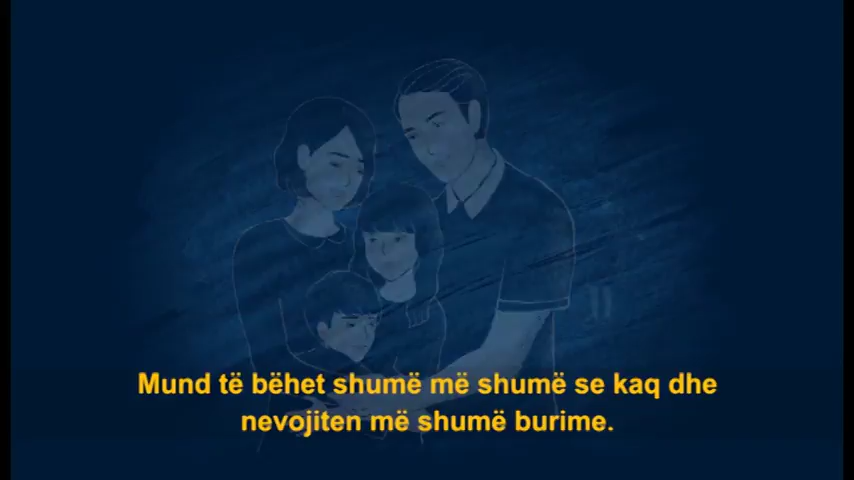 Mund të bëhet shumë më shumë se kaq dhe
nevojiten më shumë burime.